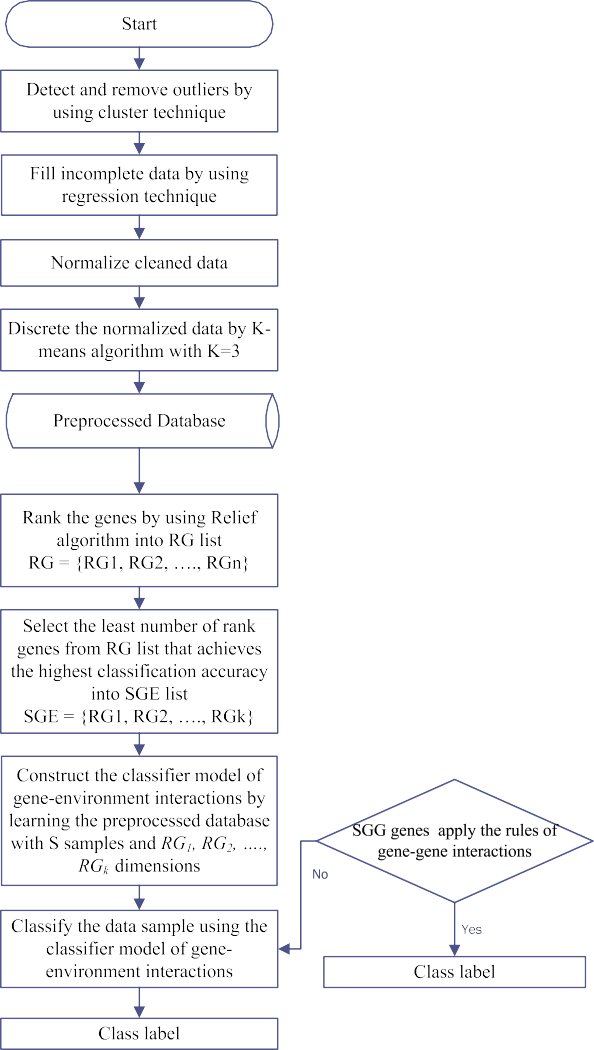 Start
Detect and remove outliers by
using cluster technique
Fill incomplete data by using
regression technique
Normalize cleaned data
Discrete the normalized data by K-
means algorithm with K=3
Preprocessed Database
Rank the genes by using Relief
algorithm into RG list
RG = {RG1, RG2, …., RGn}
Select the least number of rank
genes from RG list that achieves
the highest classification accuracy
into SGE list
SGE = {RG1, RG2, …., RGk}
Construct the classifier model of
gene-environment interactions by
learning the preprocessed database
with S samples and RG1, RG2, ….,
RGk dimensions
SGG genes apply the rules of
gene-gene interactions
No
Yes
Classify the data sample using the
classifier model of gene-
environment interactions
Class label
Class label